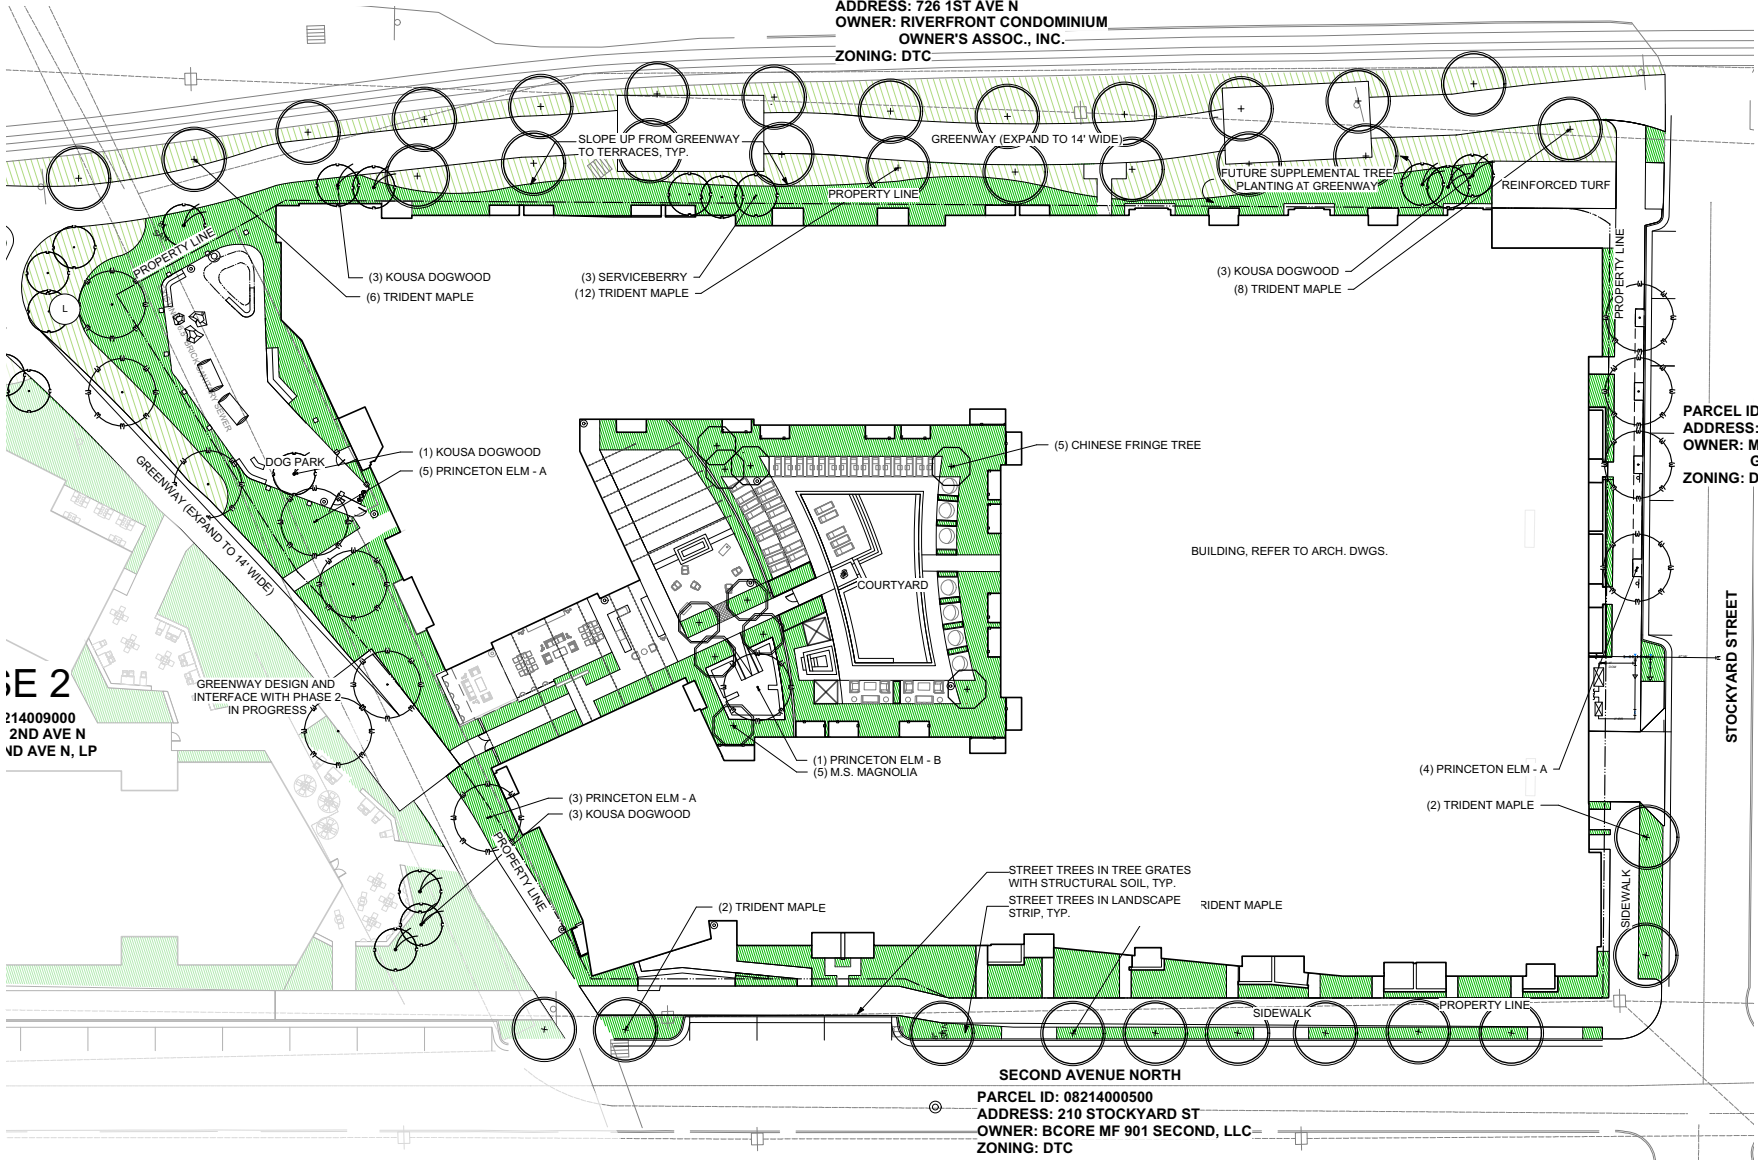 ADDRESS: 726 1ST AVE N
OWNER: RIVERFRONT CONDOMINIUM
OWNER'S ASSOC., INC.
ZONING: DTC
SLOPE UP FROM GREENWAY
TO TERRACES, TYP.
GREENWAY (EXPAND TO 14' WIDE)
FUTURE SUPPLEMENTAL TREE
PLANTING AT GREENWAY
REINFORCED TURF
PROPERTY LINE
PROPERTY LINE
PROPERTY LINE
(3) KOUSA DOGWOOD
(6) TRIDENT MAPLE
(3) SERVICEBERRY
(12) TRIDENT MAPLE
(3) KOUSA DOGWOOD
(8) TRIDENT MAPLE
L
DOG PARK
(1) KOUSA DOGWOOD
(5) PRINCETON ELM - A
GREENWAY (EXPAND TO 14' WIDE)
(5) CHINESE FRINGE TREE
PARCEL ID
ADDRESS:
OWNER: M
G
ZONING: D
BUILDING, REFER TO ARCH. DWGS.
COURTYARD
STOCKYARD STREET
SE 2
214009000
2ND AVE N
ND AVE N, LP
GREENWAY DESIGN AND
INTERFACE WITH PHASE 2
IN PROGRESS
(1) PRINCETON ELM - B
(5) M.S. MAGNOLIA
(3) PRINCETON ELM - A
(3) KOUSA DOGWOOD
(4) PRINCETON ELM - A
(2) TRIDENT MAPLE
PROPERTY LINE
STREET TREES IN TREE GRATES
WITH STRUCTURAL SOIL, TYP.
STREET TREES IN LANDSCAPE
STRIP, TYP.
RIDENT MAPLE
(2) TRIDENT MAPLE
SIDEWALK
PROPERTY LINE
SIDEWALK
SECOND AVENUE NORTH
PARCEL ID: 08214000500
ADDRESS: 210 STOCKYARD ST
OWNER: BCORE MF 901 SECOND, LLC
ZONING: DTC